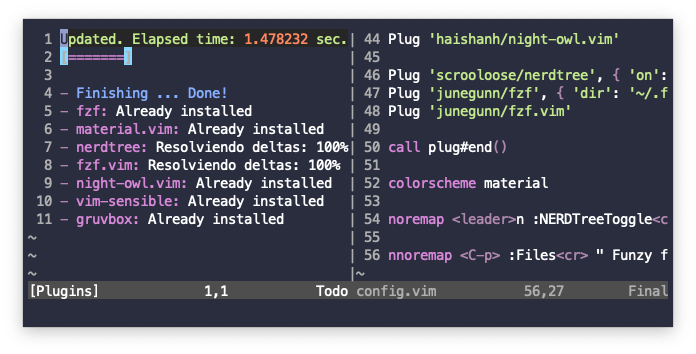 1 Updated. Elapsed time: 1.478232 sec.
2 [=======]
3
4 - Finishing ... Done!
5 - fzf: Already installed
6 - material.vim: Already installed
7 - nerdtree: Resolviendo deltas: 100%
8 - fzf.vim: Resolviendo deltas: 100%
9 - night-owl.vim: Already installed
10 - vim-sensible: Already installed
11 - gruvbox: Already installed
~
~
~
[Plugins] 1,1 Todo
44 Plug 'haishanh/night-owl.vim'
45
46 Plug 'scrooloose/nerdtree', { 'on':
47 Plug 'junegunn/fzf', { 'dir': '~/.f
48 Plug 'junegunn/fzf.vim'
49
50 call plug#end()
51
52 colorscheme material
53
54 noremap <leader>n :NERDTreeToggle<c
55
56 nnoremap <C-p> :Files<cr> " Funzy f
~
config.vim 56,27 Final